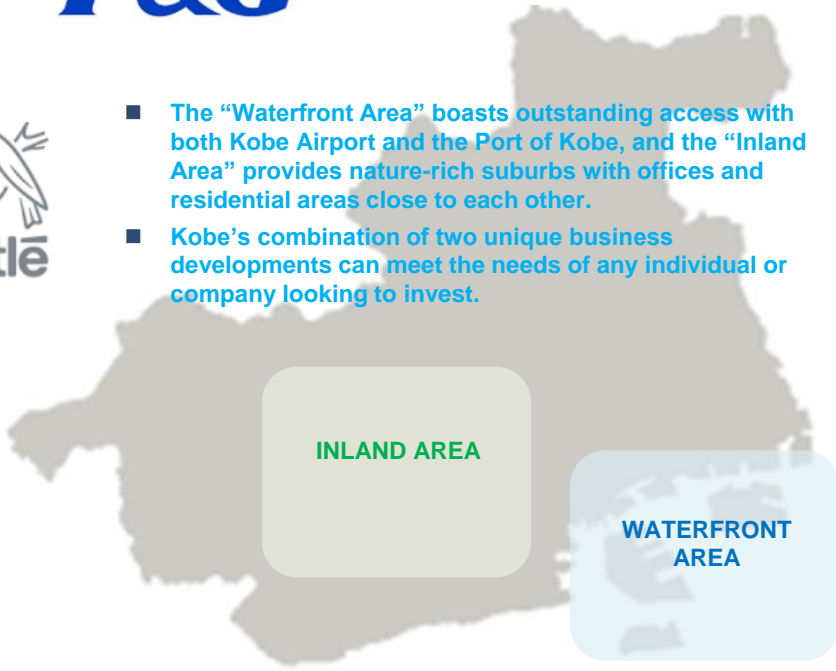 P&G
tlé
■ The “Waterfront Area” boasts outstanding access with
both Kobe Airport and the Port of Kobe, and the “Inland
Area” provides nature-rich suburbs with offices and
residential areas close to each other.
■ Kobe’s combination of two unique business
developments can meet the needs of any individual or
company looking to invest.
INLAND AREA
WATERFRONT
AREA